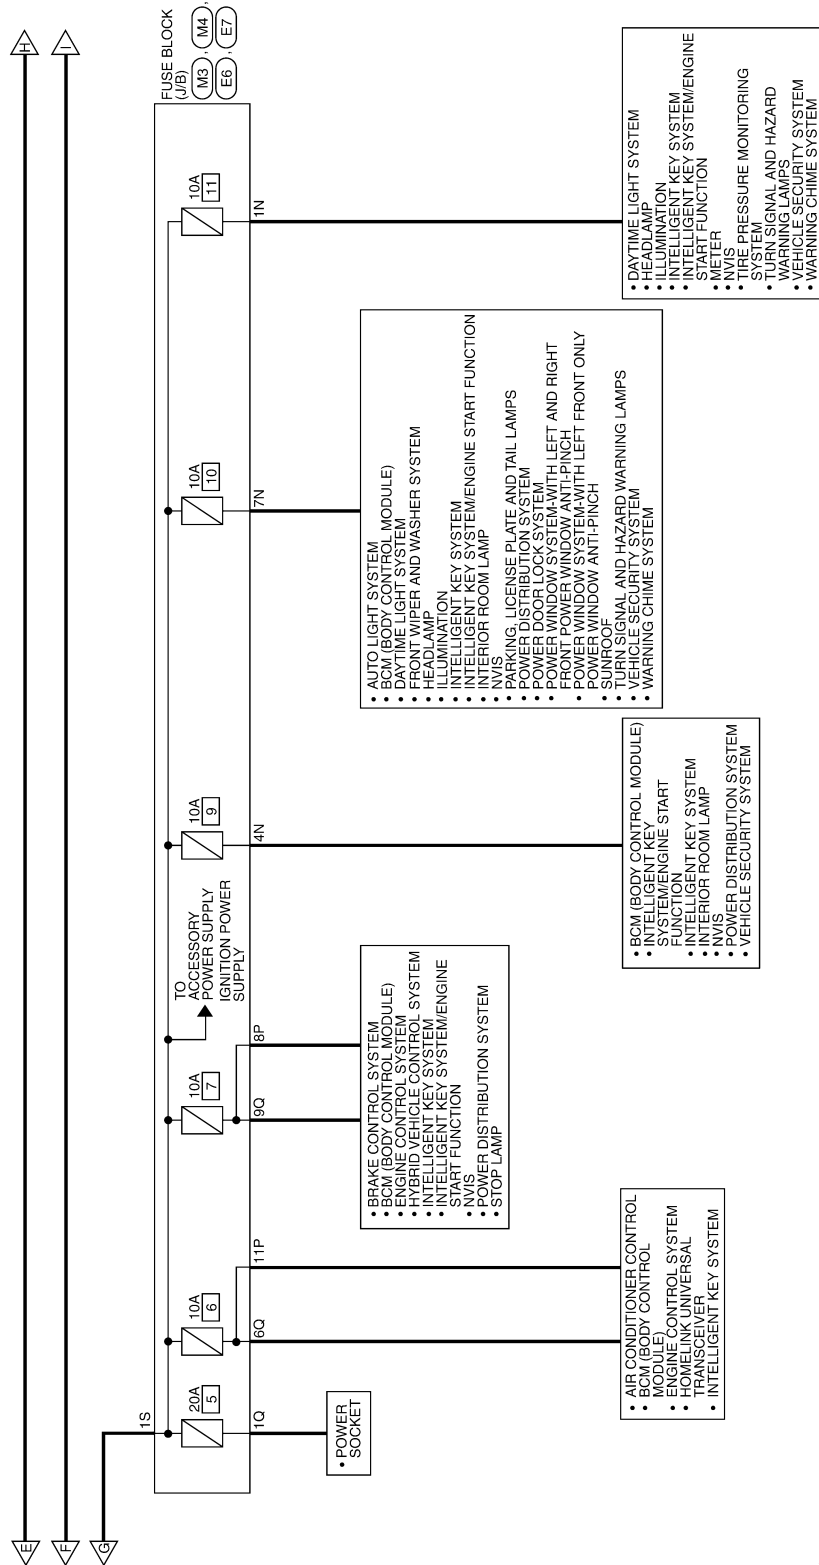 E
H
F
I
G
FUSE BLOCK
(J/B)
M3 , M4 ,
E6 , E7
1S
20A
5
10A
6
10A
7
TO
ACCESSORY
POWER SUPPLY
IGNITION POWER
SUPPLY
10A
9
10A
10
10A
11
1Q
6Q
11P
9Q
8P
4N
7N
1N
• POWER
SOCKET
• AIR CONDITIONER CONTROL
• BCM (BODY CONTROL
MODULE)
• ENGINE CONTROL SYSTEM
• HOMELINK UNIVERSAL
TRANSCEIVER
• INTELLIGENT KEY SYSTEM
• BRAKE CONTROL SYSTEM
• BCM (BODY CONTROL MODULE)
• ENGINE CONTROL SYSTEM
• HYBRID VEHICLE CONTROL SYSTEM
• INTELLIGENT KEY SYSTEM
• INTELLIGENT KEY SYSTEM/ENGINE
START FUNCTION
• NVIS
• POWER DISTRIBUTION SYSTEM
• STOP LAMP
• BCM (BODY CONTROL MODULE)
• INTELLIGENT KEY
SYSTEM/ENGINE START
FUNCTION
• INTELLIGENT KEY SYSTEM
• INTERIOR ROOM LAMP
• NVIS
• POWER DISTRIBUTION SYSTEM
• VEHICLE SECURITY SYSTEM
• AUTO LIGHT SYSTEM
• BCM (BODY CONTROL MODULE)
• DAYTIME LIGHT SYSTEM
• FRONT WIPER AND WASHER SYSTEM
• HEADLAMP
• ILLUMINATION
• INTELLIGENT KEY SYSTEM
• INTELLIGENT KEY SYSTEM/ENGINE START FUNCTION
• INTERIOR ROOM LAMP
• NVIS
• PARKING, LICENSE PLATE AND TAIL LAMPS
• POWER DISTRIBUTION SYSTEM
• POWER DOOR LOCK SYSTEM
• POWER WINDOW SYSTEM-WITH LEFT AND RIGHT
FRONT POWER WINDOW ANTI-PINCH
• POWER WINDOW SYSTEM-WITH LEFT FRONT ONLY
POWER WINDOW ANTI-PINCH
• SUNROOF
• TURN SIGNAL AND HAZARD WARNING LAMPS
• VEHICLE SECURITY SYSTEM
• WARNING CHIME SYSTEM
• DAYTIME LIGHT SYSTEM
• HEADLAMP
• ILLUMINATION
• INTELLIGENT KEY SYSTEM
• INTELLIGENT KEY SYSTEM/ENGINE
START FUNCTION
• METER
• NVIS
• TIRE PRESSURE MONITORING
SYSTEM
• TURN SIGNAL AND HAZARD
WARNING LAMPS
• VEHICLE SECURITY SYSTEM
• WARNING CHIME SYSTEM